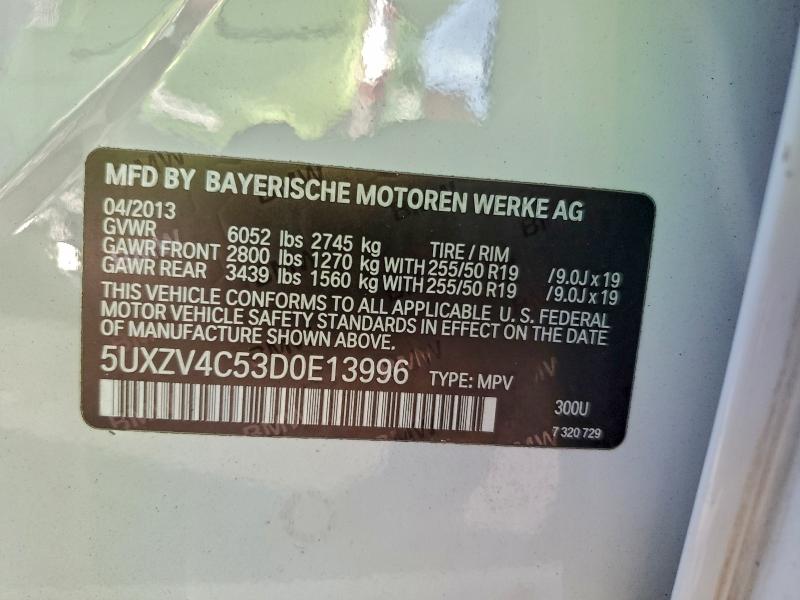 MFD BY BAYERISCHE MOTOREN WERKE AG
04/2013
GVWR 6052 lbs 2745 kg TIRE / RIM
GAWR FRONT 2800 lbs 1270 kg WITH 255/50 R19 /9.0J x 19
GAWR REAR 3439 lbs 1560 kg WITH 255/50 R19 /9.0J x 19
THIS VEHICLE CONFORMS TO ALL APPLICABLE U.S. FEDERAL
MOTOR VEHICLE SAFETY STANDARDS IN EFFECT ON THE DATE
OF MANUFACTURE SHOWN ABOVE.
5UXZV4C53D0E13996 TYPE: MPV
300U
7 320 729